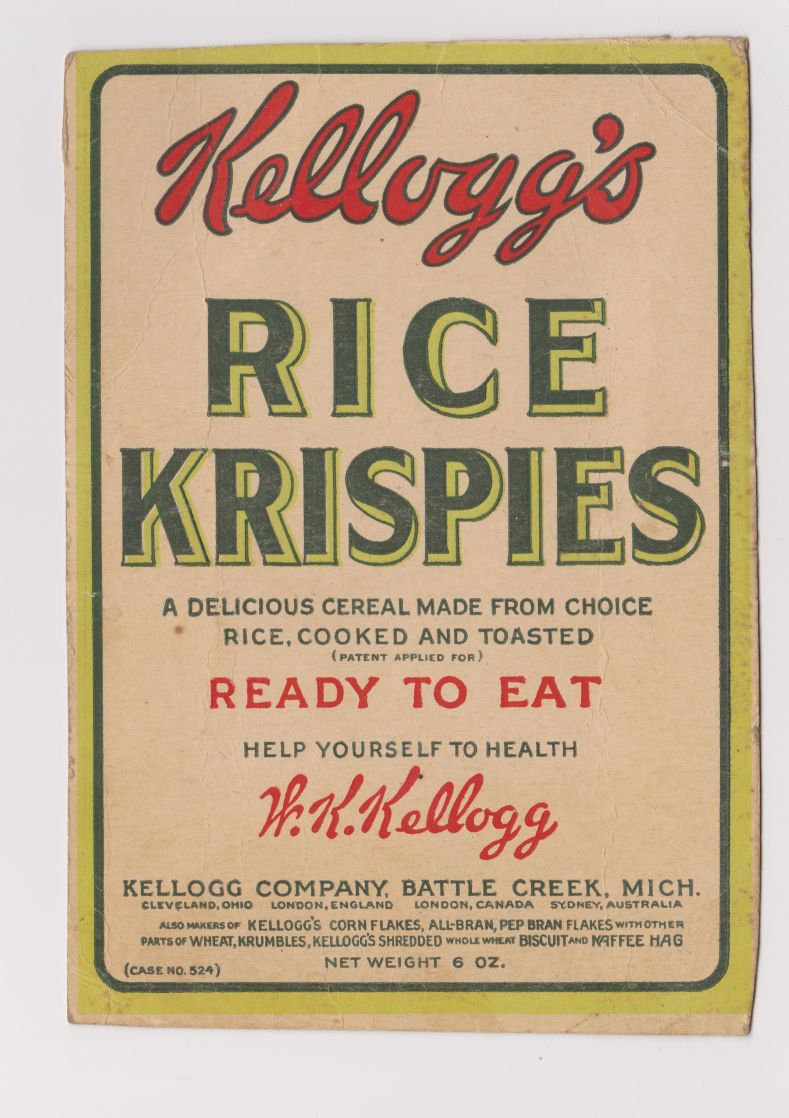 Kellogg's
RICE
KRISPIES
A DELICIOUS CEREAL MADE FROM CHOICE
RICE, COOKED AND TOASTED
(PATENT APPLIED FOR)
READY TO EAT
HELP YOURSELF TO HEALTH
W.K.Kellogg
KELLOGG COMPANY, BATTLE CREEK, MICH.
CLEVELAND, OHIO LONDON, ENGLAND LONDON, CANADA SYDNEY, AUSTRALIA
ALSO MAKERS OF KELLOGG'S CORN FLAKES, ALL-BRAN, PEP BRAN FLAKES WITH OTHER
PARTS OF WHEAT, KRUMBLES, KELLOGG'S SHREDDED WHOLE WHEAT BISCUIT AND KAFFEE HAG
NET WEIGHT 6 OZ.
(CASE NO. 524)